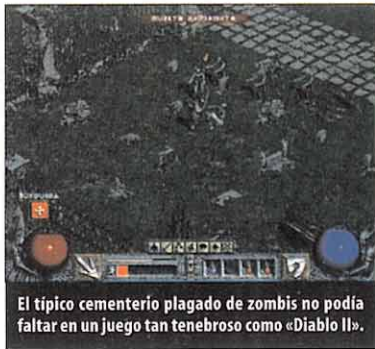 El típico cementerio plagado de zombis no podía
faltar en un juego tan tenebroso como «Diablo II».